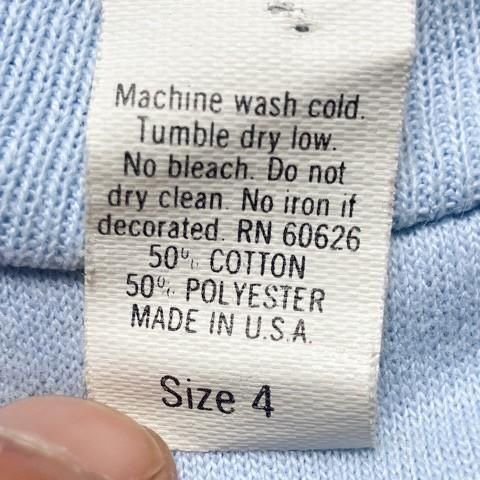 Machine wash cold.
Tumble dry low.
No bleach. Do not
dry clean. No iron if
decorated. RN 60626
50% COTTON
50% POLYESTER
MADE IN U.S.A.
Size 4